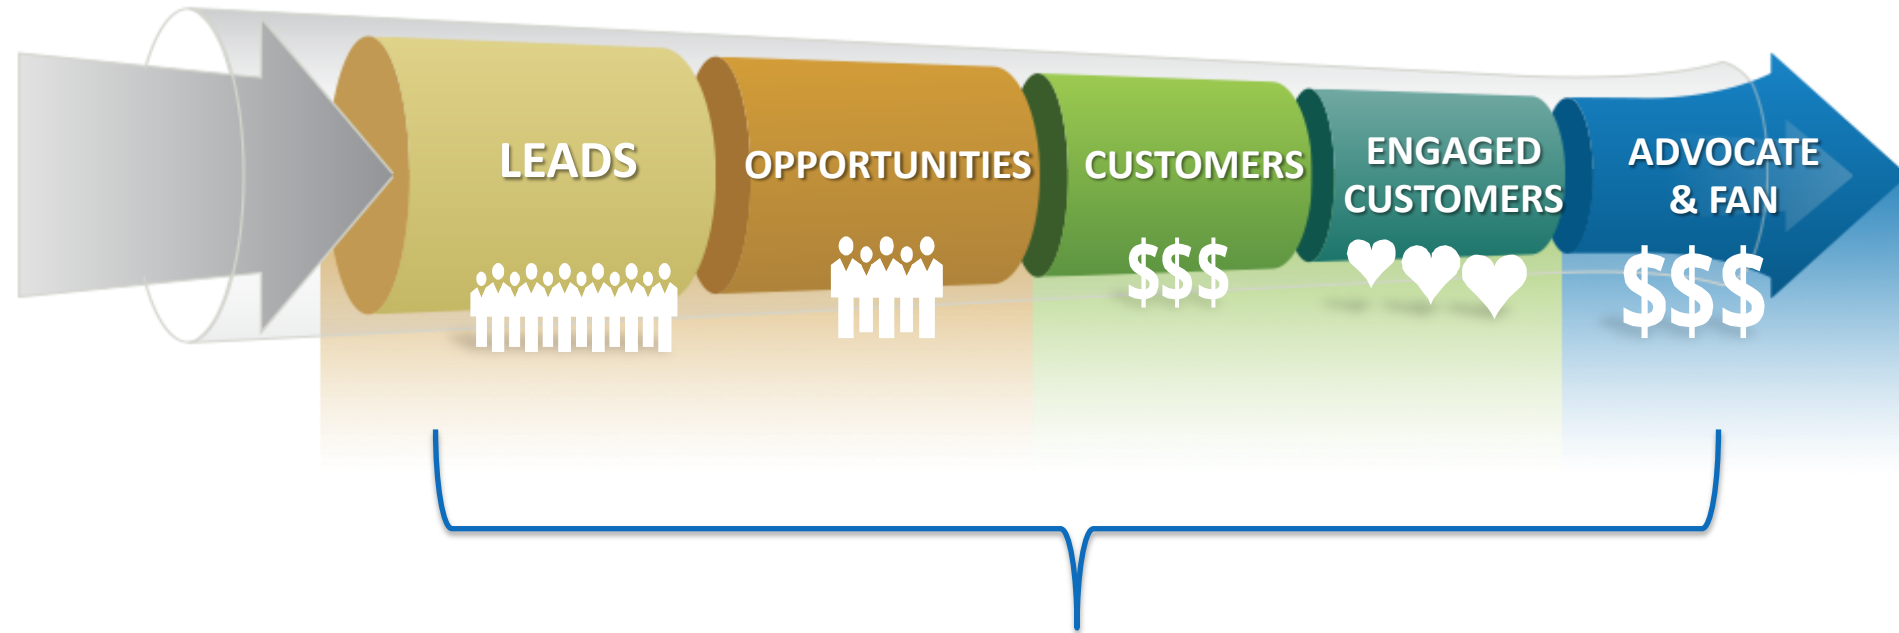 LEADS
OPPORTUNITIES
CUSTOMERS
ENGAGED
CUSTOMERS
ADVOCATE
& FAN
$$$
$$$